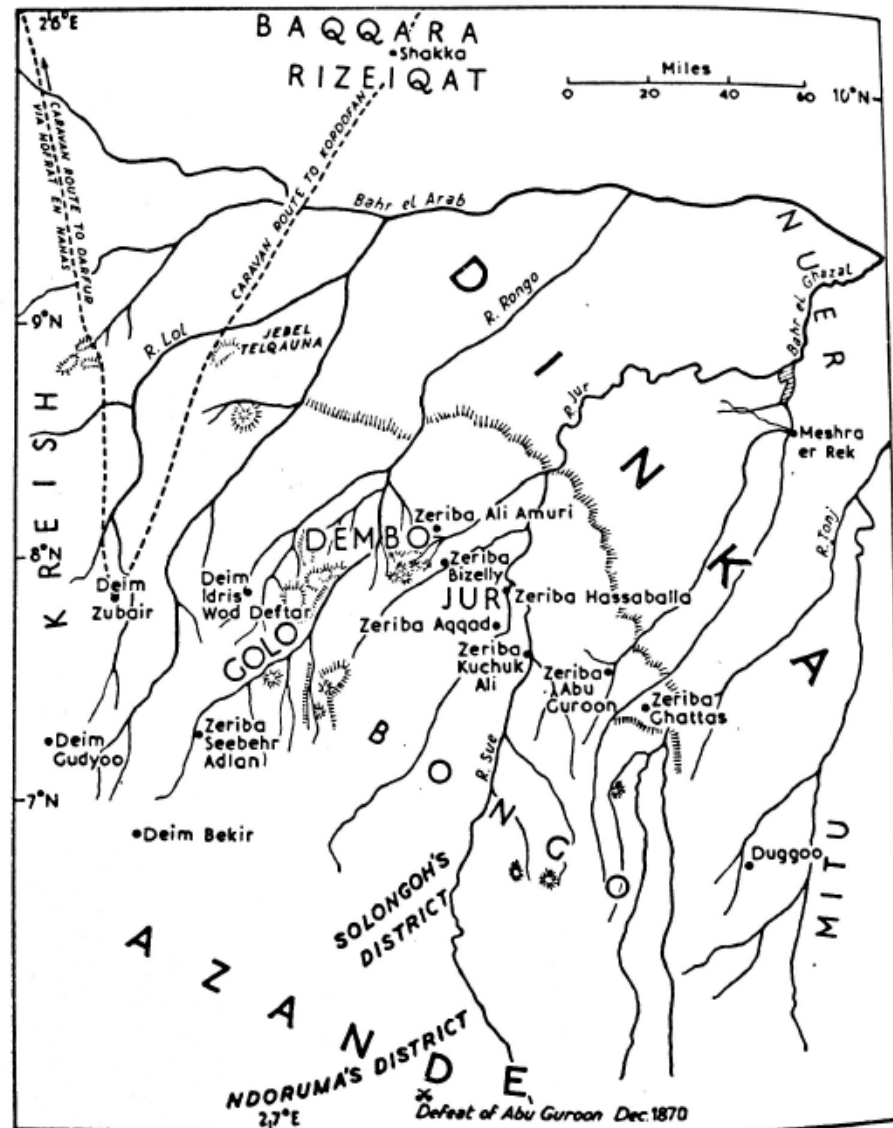 26°E
BAQQARA
Shakka
RIZEIQAT
Miles
0 20 40 60
10°N
CARAVAN ROUTE TO DARFUR
VIA HOFRAT EN NAHAS
CARAVAN ROUTE TO KORDOFAN
Bahr el Arab
NUER
Bahr el Ghazal
DINKA
R. Rongo
9°N
R. Lol
JEBEL
TELQAUNA
R. Jur
KREISH
Meshra
er Rek
R. Tonj
Zeriba Ali Amuri
DEMBO
8°N
Zeriba
Bizelly
Deim
Zubair
Deim
Idris
Wod Deftar
JUR
Zeriba Hassaballa
Zeriba Aqqad
GOLO
Zeriba
Kuchuk
Ali
Zeriba
Abu
Guroon
Zeriba
Ghattas
Deim
Gudyoo
Zeriba
Seebehr
Adlan
BONGO
R. Sue
7°N
Deim Bekir
Duggoo
MITU
SOLONGOH'S
DISTRICT
AZANDE
NDORUMA'S DISTRICT
27°E
Defeat of Abu Guroon Dec. 1870